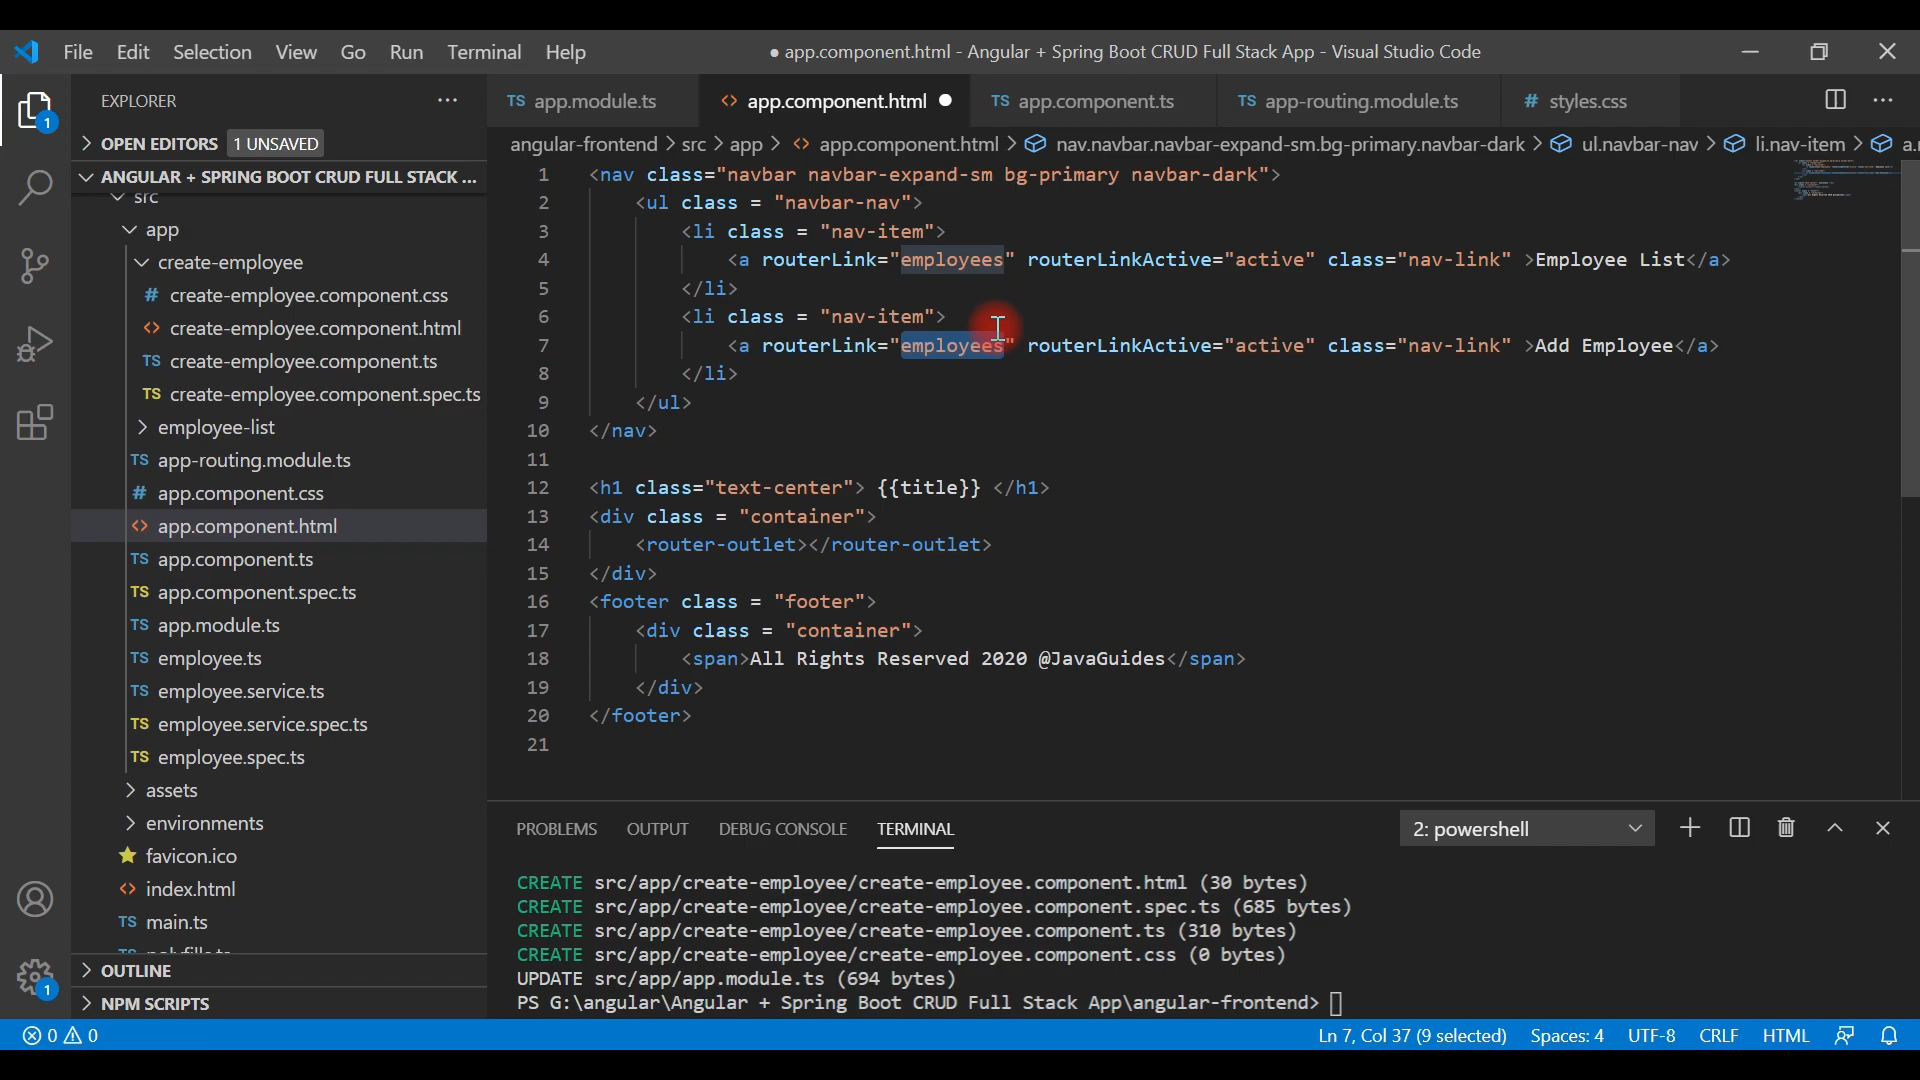 File Edit Selection View Go Run Terminal Help ● app.component.html - Angular + Spring Boot CRUD Full Stack App - Visual Studio Code
EXPLORER ···
OPEN EDITORS 1 UNSAVED
ANGULAR + SPRING BOOT CRUD FULL STACK ...
src
app
create-employee
# create-employee.component.css
<> create-employee.component.html
TS create-employee.component.ts
TS create-employee.component.spec.ts
employee-list
TS app-routing.module.ts
# app.component.css
<> app.component.html
TS app.component.ts
TS app.component.spec.ts
TS app.module.ts
TS employee.ts
TS employee.service.ts
TS employee.service.spec.ts
TS employee.spec.ts
assets
environments
favicon.ico
<> index.html
TS main.ts
OUTLINE
NPM SCRIPTS
1
1
TS app.module.ts <> app.component.html ● TS app.component.ts TS app-routing.module.ts # styles.css ···
angular-frontend > src > app > <> app.component.html > nav.navbar.navbar-expand-sm.bg-primary.navbar-dark > ul.navbar-nav > li.nav-item >
1 <nav class="navbar navbar-expand-sm bg-primary navbar-dark">
2 <ul class = "navbar-nav">
3 <li class = "nav-item">
4 <a routerLink="employees" routerLinkActive="active" class="nav-link" >Employee List</a>
5 </li>
6 <li class = "nav-item">
7 <a routerLink="employees" routerLinkActive="active" class="nav-link" >Add Employee</a>
8 </li>
9 </ul>
10 </nav>
11
12 <h1 class="text-center"> {{title}} </h1>
13 <div class = "container">
14 <router-outlet></router-outlet>
15 </div>
16 <footer class = "footer">
17 <div class = "container">
18 <span>All Rights Reserved 2020 @JavaGuides</span>
19 </div>
20 </footer>
21
PROBLEMS OUTPUT DEBUG CONSOLE TERMINAL 2: powershell
CREATE src/app/create-employee/create-employee.component.html (30 bytes)
CREATE src/app/create-employee/create-employee.component.spec.ts (685 bytes)
CREATE src/app/create-employee/create-employee.component.ts (310 bytes)
CREATE src/app/create-employee/create-employee.component.css (0 bytes)
UPDATE src/app/app.module.ts (694 bytes)
PS G:\angular\Angular + Spring Boot CRUD Full Stack App\angular-frontend>
0 0 Ln 7, Col 37 (9 selected) Spaces: 4 UTF-8 CRLF HTML